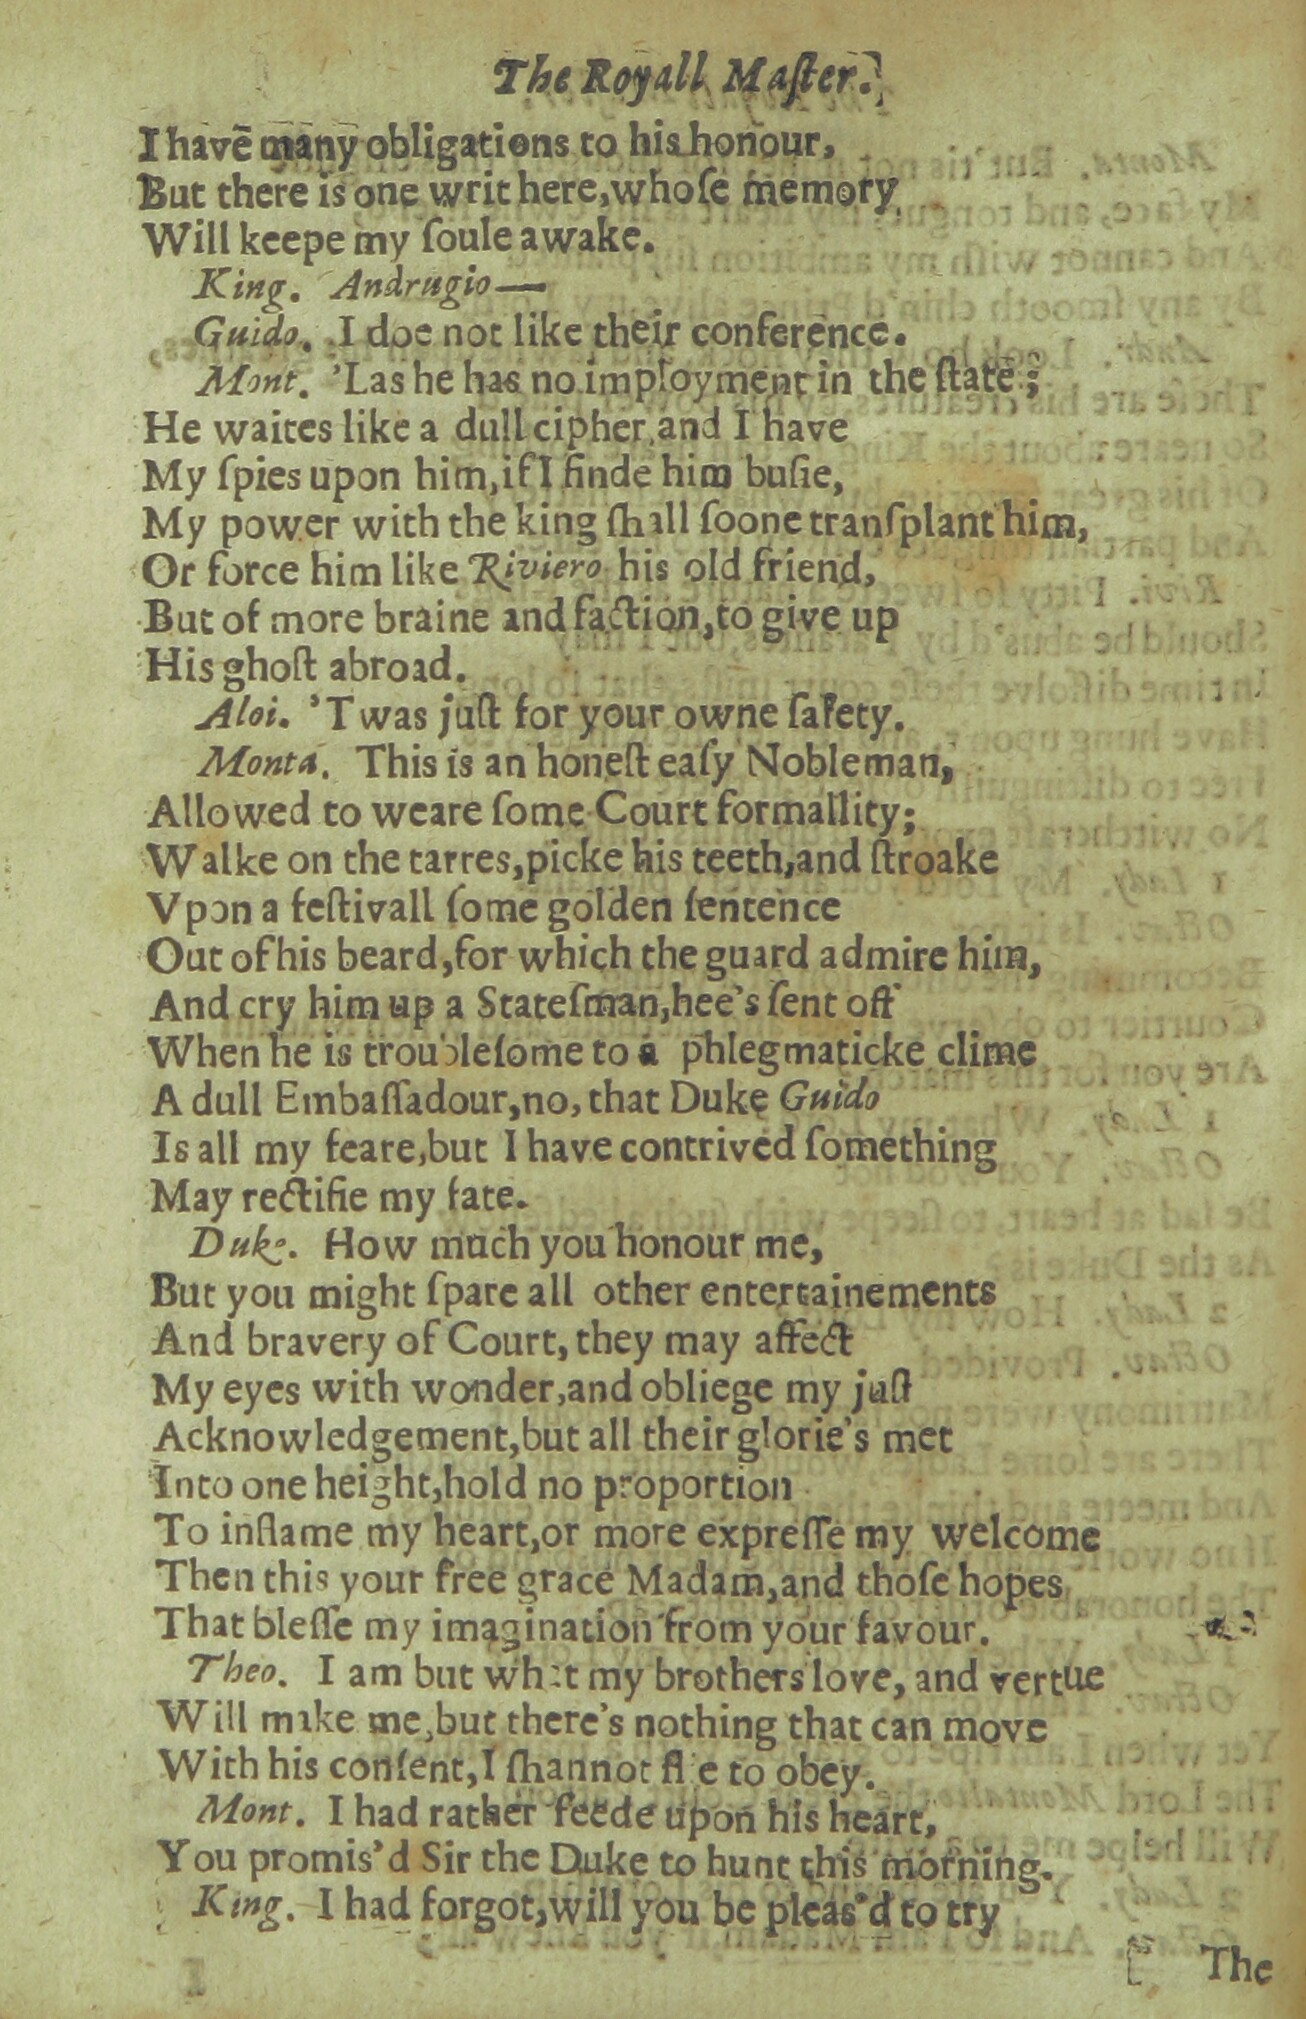 The Royall Maſter.
I have many obligations to his honour,
But there is one writ here, whoſe memory
Will keepe my ſoule awake.
King. Andrugio—
Guido. I doe not like their conference.
Mont. 'Las he has no imployment in the ſtate;
He waites like a dull cipher, and I have
My ſpies upon him, if I finde him buſie,
My power with the king ſhall ſoone tranſplant him,
Or force him like Riviero his old friend,
But of more braine and faction, to give up
His ghoſt abroad.
Aloi. 'Twas juſt for your owne ſafety.
Monta. This is an honeſt eaſy Nobleman,
Allowed to weare ſome Court formallity;
Walke on the tarres, picke his teeth, and ſtroake
Vpon a feſtivall ſome golden ſentence
Out of his beard, for which the guard admire him,
And cry him up a Stateſman, hee's ſent off
When he is troubleſome to a phlegmaticke clime
A dull Embaſſadour, no, that Duke Guido
Is all my feare, but I have contrived ſomething
May rectifie my fate.
Duke. How much you honour me,
But you might ſpare all other entertainements
And bravery of Court, they may affect
My eyes with wonder, and obliege my juſt
Acknowledgement, but all their glorie's met
Into one height, hold no proportion
To inflame my heart, or more expreſſe my welcome
Then this your free grace Madam, and thoſe hopes
That bleſſe my imagination from your favour.
Theo. I am but what my brothers love, and vertue
Will make me, but there's nothing that can move
With his conſent, I ſhannot flie to obey.
Mont. I had rather feede upon his heart,
You promis'd Sir the Duke to hunt this morning.
King. I had forgot, will you be pleas'd to try
The